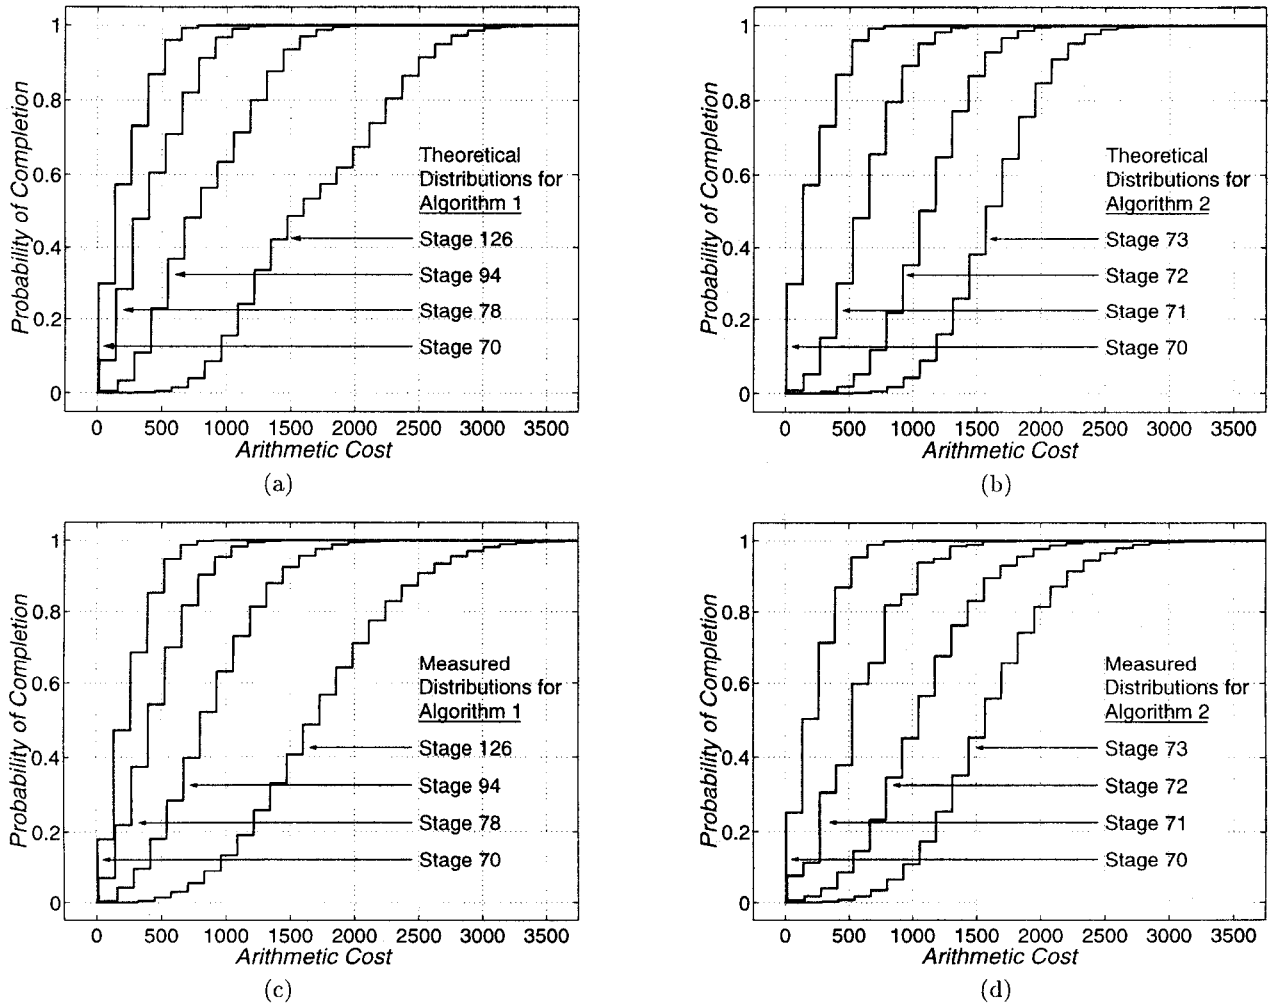 Probability of Completion
1
0.8
0.6
0.4
0.2
0
Theoretical
Distributions for
Algorithm 1
Stage 126
Stage 94
Stage 78
Stage 70
0 500 1000 1500 2000 2500 3000 3500
Arithmetic Cost
(a)
Probability of Completion
1
0.8
0.6
0.4
0.2
0
Theoretical
Distributions for
Algorithm 2
Stage 73
Stage 72
Stage 71
Stage 70
0 500 1000 1500 2000 2500 3000 3500
Arithmetic Cost
(b)
Probability of Completion
1
0.8
0.6
0.4
0.2
0
Measured
Distributions for
Algorithm 1
Stage 126
Stage 94
Stage 78
Stage 70
0 500 1000 1500 2000 2500 3000 3500
Arithmetic Cost
(c)
Probability of Completion
1
0.8
0.6
0.4
0.2
0
Measured
Distributions for
Algorithm 2
Stage 73
Stage 72
Stage 71
Stage 70
0 500 1000 1500 2000 2500 3000 3500
Arithmetic Cost
(d)